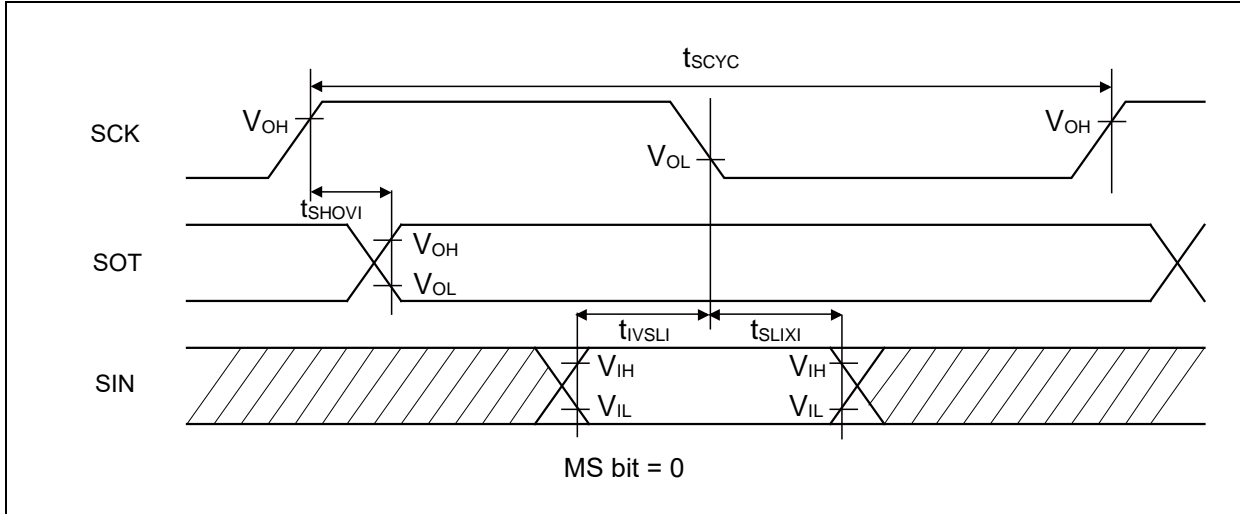 tSCYC
SCK
VOH
VOL
VOH
tSHOVI
SOT
VOH
VOL
tIVSLI
tSLIXI
SIN
VIH
VIL
VIH
VIL
MS bit = 0